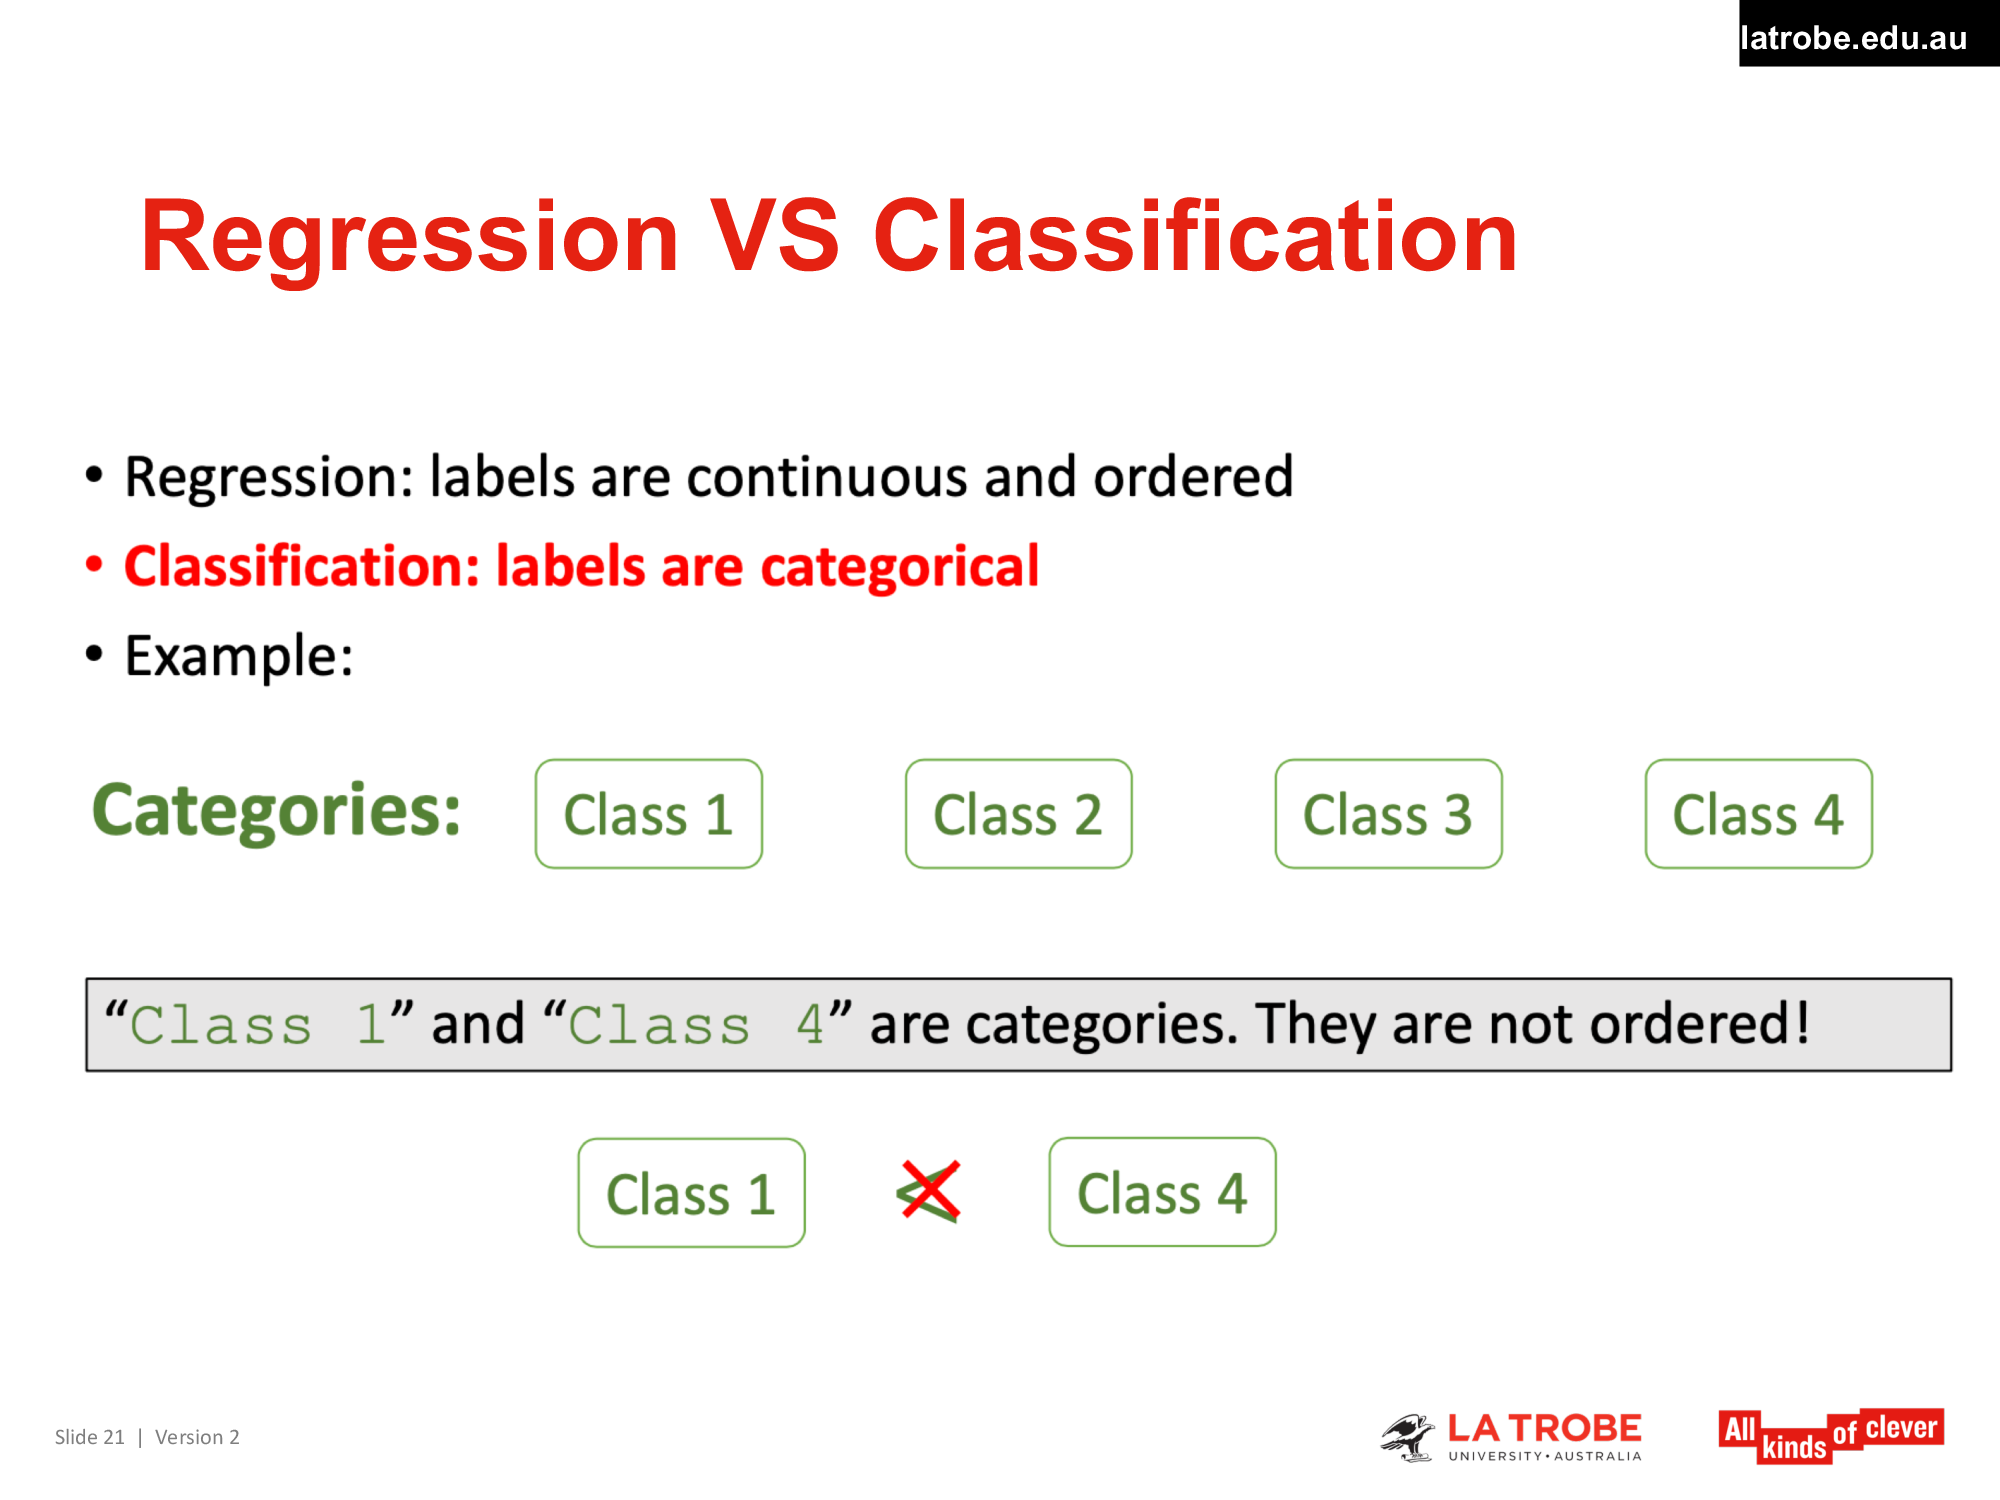 latrobe.edu.au
Regression VS Classification
• Regression: labels are continuous and ordered
• Classification: labels are categorical
• Example:
Categories: Class 1 Class 2 Class 3 Class 4
“Class 1” and “Class 4” are categories. They are not ordered!
Class 1 < Class 4
Slide 21 | Version 2
LA TROBE
UNIVERSITY • AUSTRALIA
All kinds of clever